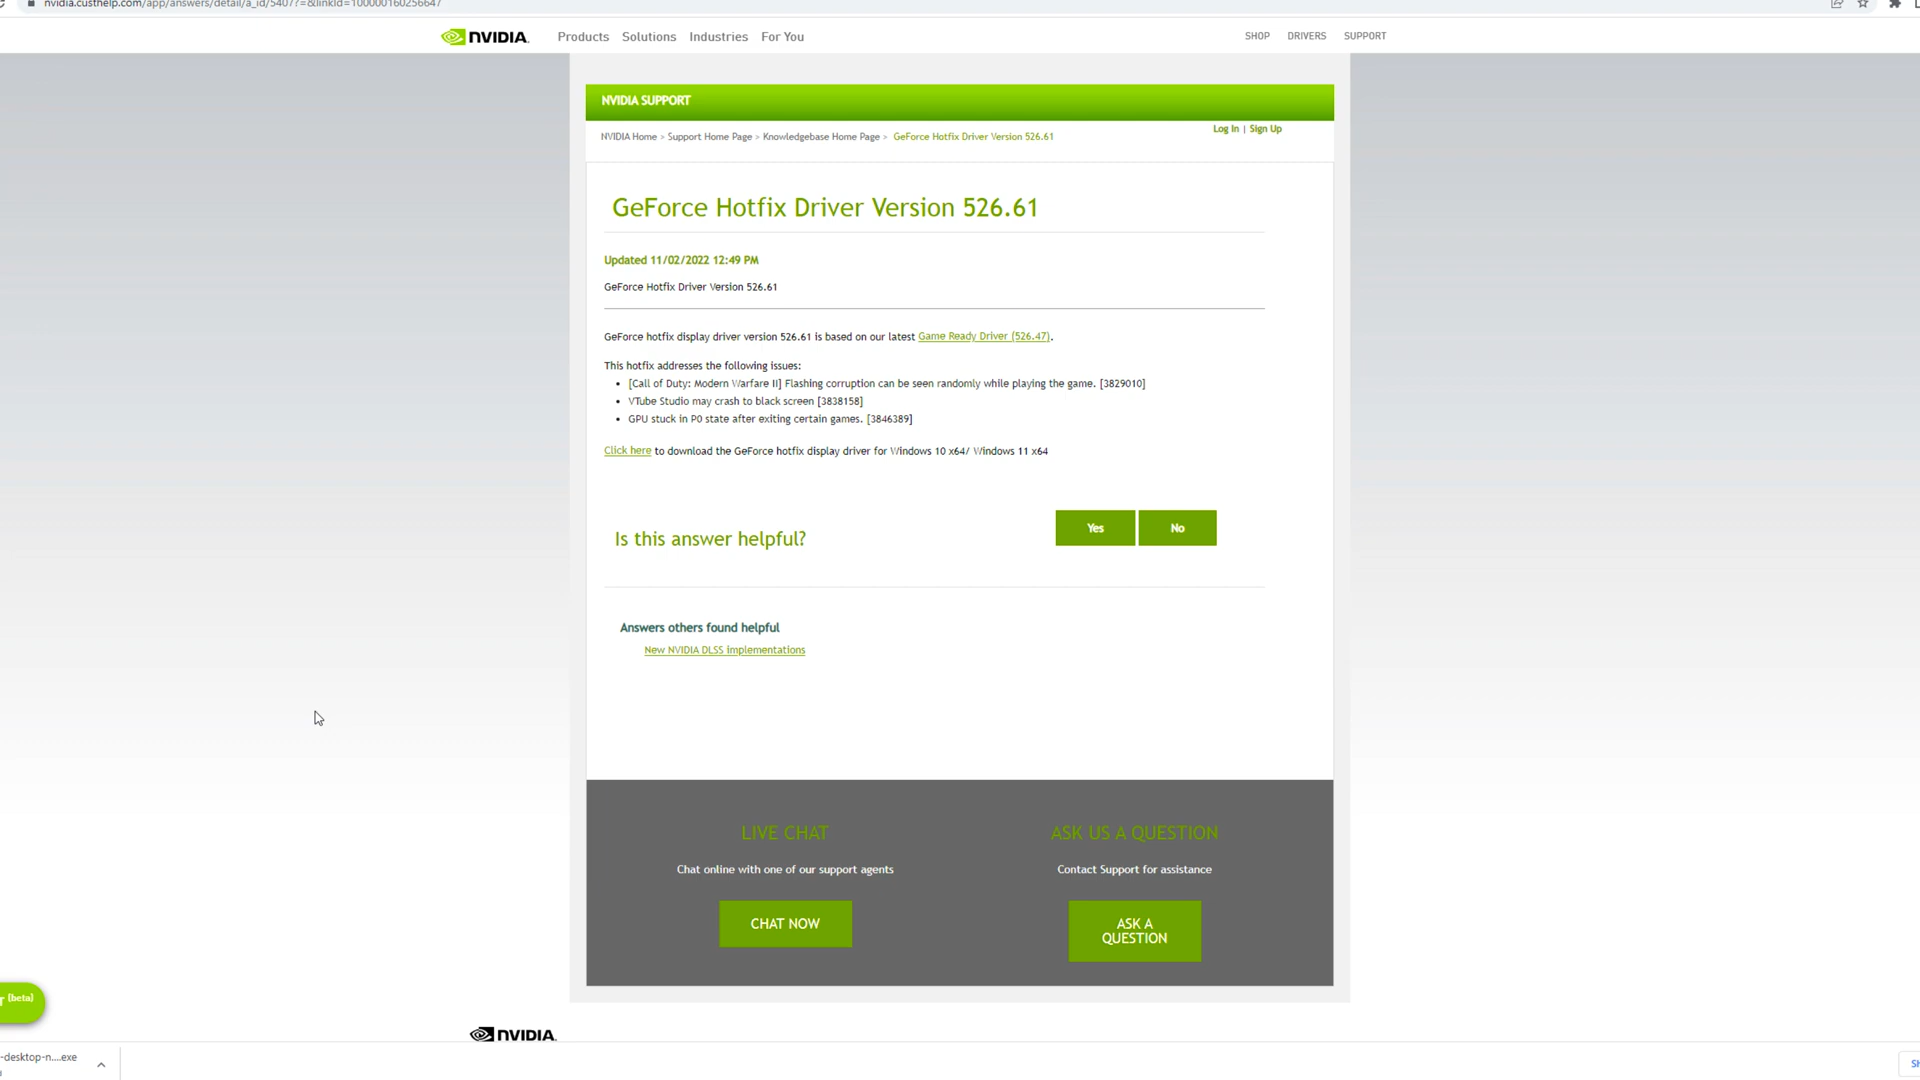 nvidia.custhelp.com/app/answers/detail/a_id/5407?=&linkId=100000160256647
NVIDIA.
Products
Solutions
Industries
For You
SHOP
DRIVERS
SUPPORT
NVIDIA SUPPORT
NVIDIA Home > Support Home Page > Knowledgebase Home Page > GeForce Hotfix Driver Version 526.61
Log In | Sign Up
GeForce Hotfix Driver Version 526.61
Updated 11/02/2022 12:49 PM
GeForce Hotfix Driver Version 526.61
GeForce hotfix display driver version 526.61 is based on our latest Game Ready Driver (526.47).
This hotfix addresses the following issues:
• [Call of Duty: Modern Warfare II] Flashing corruption can be seen randomly while playing the game. [3829010]
• VTube Studio may crash to black screen [3838158]
• GPU stuck in P0 state after exiting certain games. [3846389]
Click here to download the GeForce hotfix display driver for Windows 10 x64/ Windows 11 x64
Is this answer helpful?
Yes
No
Answers others found helpful
New NVIDIA DLSS implementations
LIVE CHAT
Chat online with one of our support agents
CHAT NOW
ASK US A QUESTION
Contact Support for assistance
ASK A
QUESTION
T (beta)
NVIDIA.
-desktop-n....exe